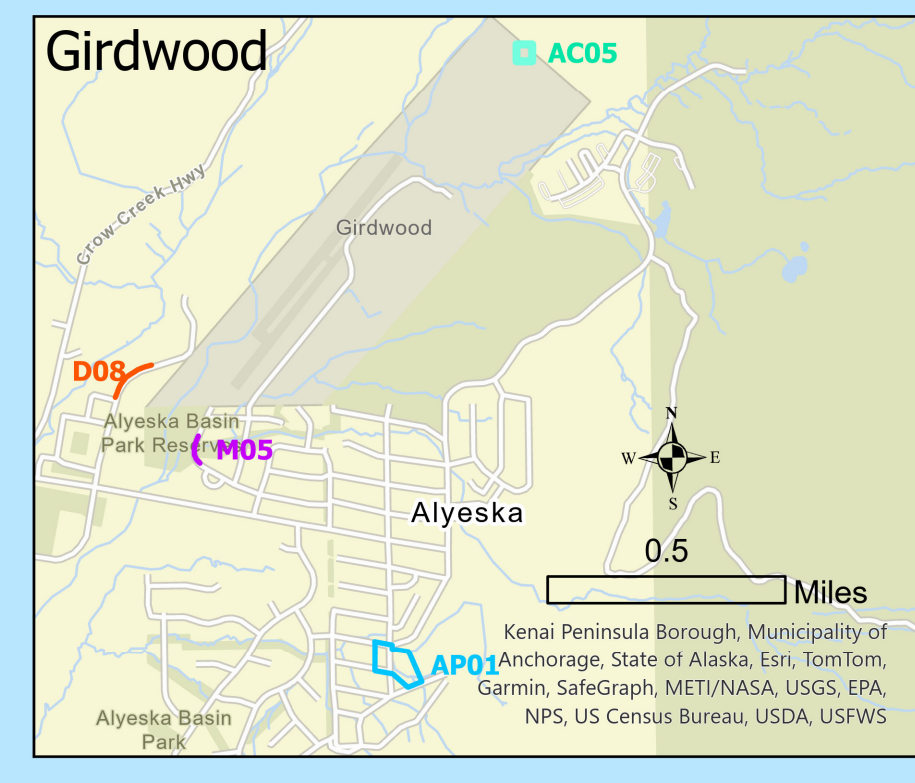 Girdwood
AC05
Crow Creek Hwy
Girdwood
D08
Alyeska Basin
Park Reserves
M05
N
W
E
S
Alyeska
0.5
Miles
Kenai Peninsula Borough, Municipality of
Anchorage, State of Alaska, Esri, TomTom,
Garmin, SafeGraph, METI/NASA, USGS, EPA,
NPS, US Census Bureau, USDA, USFWS
AP01
Alyeska Basin
Park